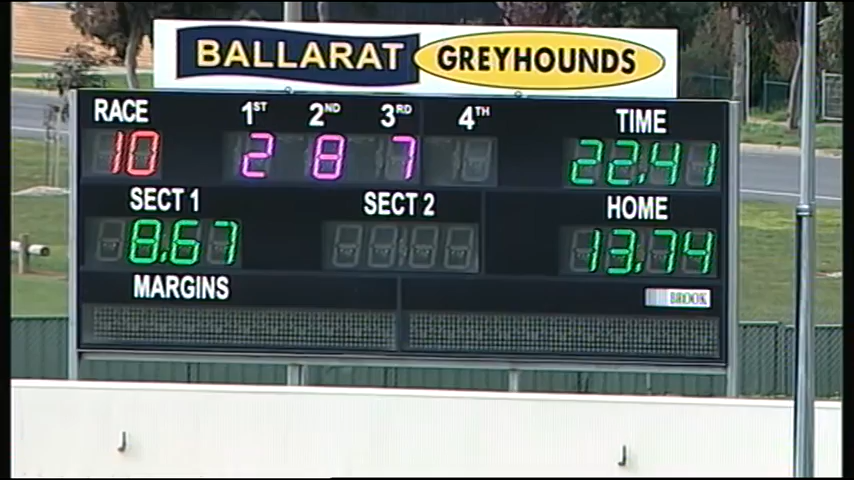 BALLARAT GREYHOUNDS
RACE 1ST 2ND 3RD 4TH TIME
10 2 8 7 22.41
SECT 1 SECT 2 HOME
8.67 13.74
MARGINS
BROOK